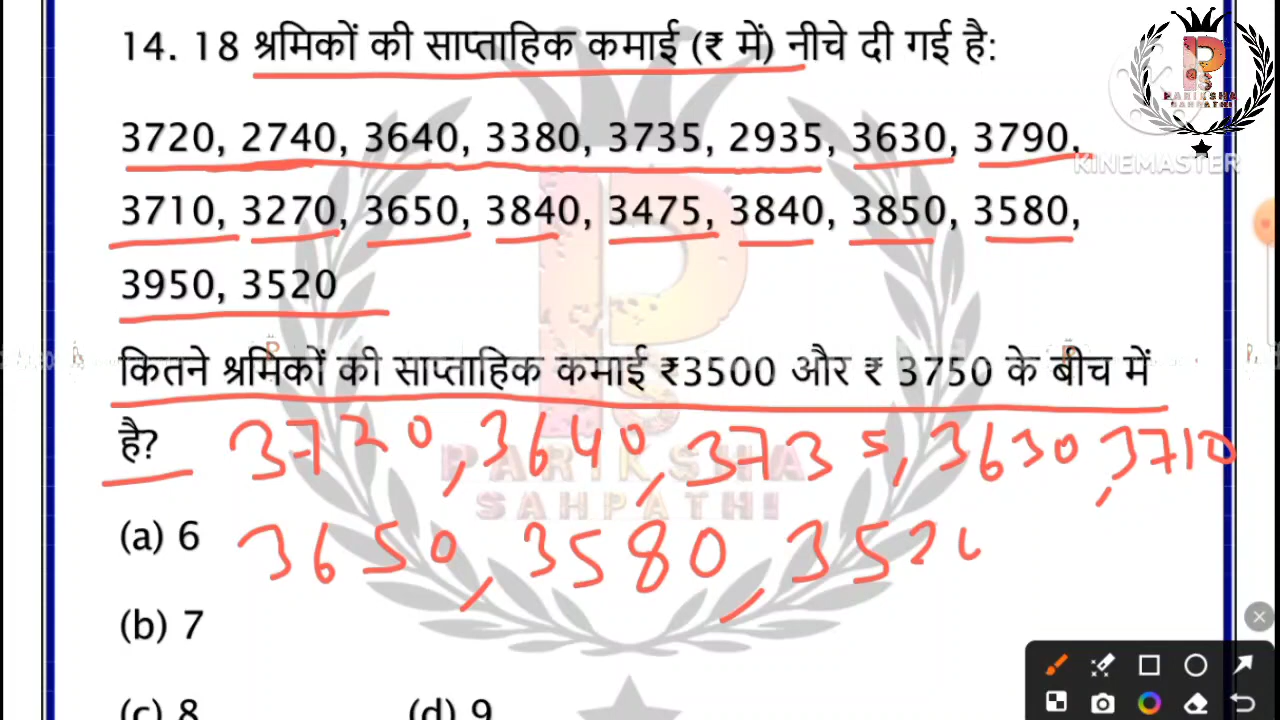 14. 18 श्रमिकों की साप्ताहिक कमाई (₹ में) नीचे दी गई है:
3720, 2740, 3640, 3380, 3735, 2935, 3630, 3790,
KINEMASTER
3710, 3270, 3650, 3840, 3475, 3840, 3850, 3580,
3950, 3520
कितने श्रमिकों की साप्ताहिक कमाई ₹3500 और ₹ 3750 के बीच में
है? 3720, 3640, 3735, 3630, 3710
PARIKSHA
SAHPATHI
(a) 6 3650, 3580, 3520
(b) 7
(c) 8 (d) 9